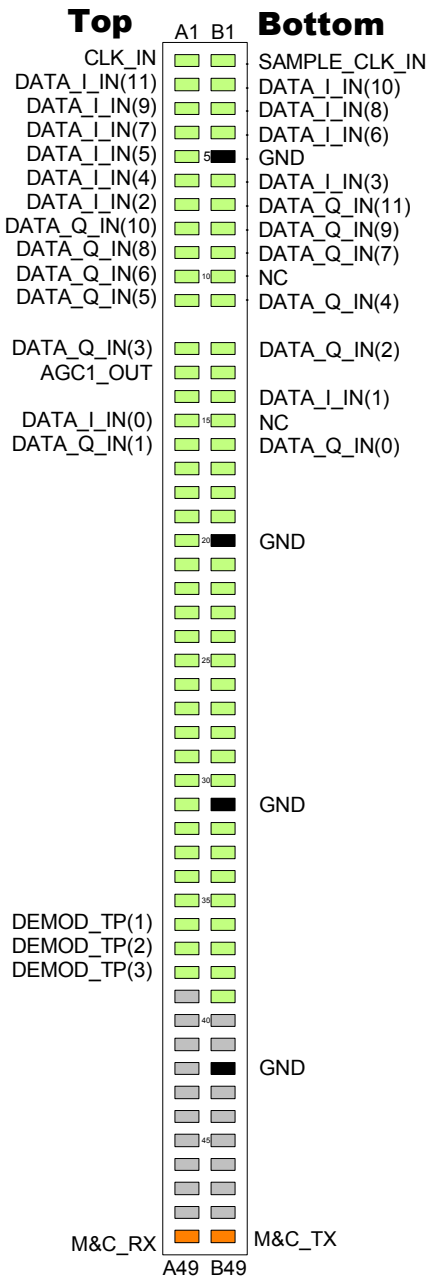 Top A1 B1 Bottom
CLK_IN SAMPLE_CLK_IN
DATA_I_IN(11) DATA_I_IN(10)
DATA_I_IN(9) DATA_I_IN(8)
DATA_I_IN(7) DATA_I_IN(6)
DATA_I_IN(5) 5 GND
DATA_I_IN(4) DATA_I_IN(3)
DATA_I_IN(2) DATA_Q_IN(11)
DATA_Q_IN(10) DATA_Q_IN(9)
DATA_Q_IN(8) DATA_Q_IN(7)
DATA_Q_IN(6) 10 NC
DATA_Q_IN(5) DATA_Q_IN(4)
DATA_Q_IN(3) DATA_Q_IN(2)
AGC1_OUT
DATA_I_IN(1)
DATA_I_IN(0) 15 NC
DATA_Q_IN(1) DATA_Q_IN(0)
20 GND
25
30
GND
35
DEMOD_TP(1)
DEMOD_TP(2)
DEMOD_TP(3)
40
GND
45
M&C_RX M&C_TX
A49 B49